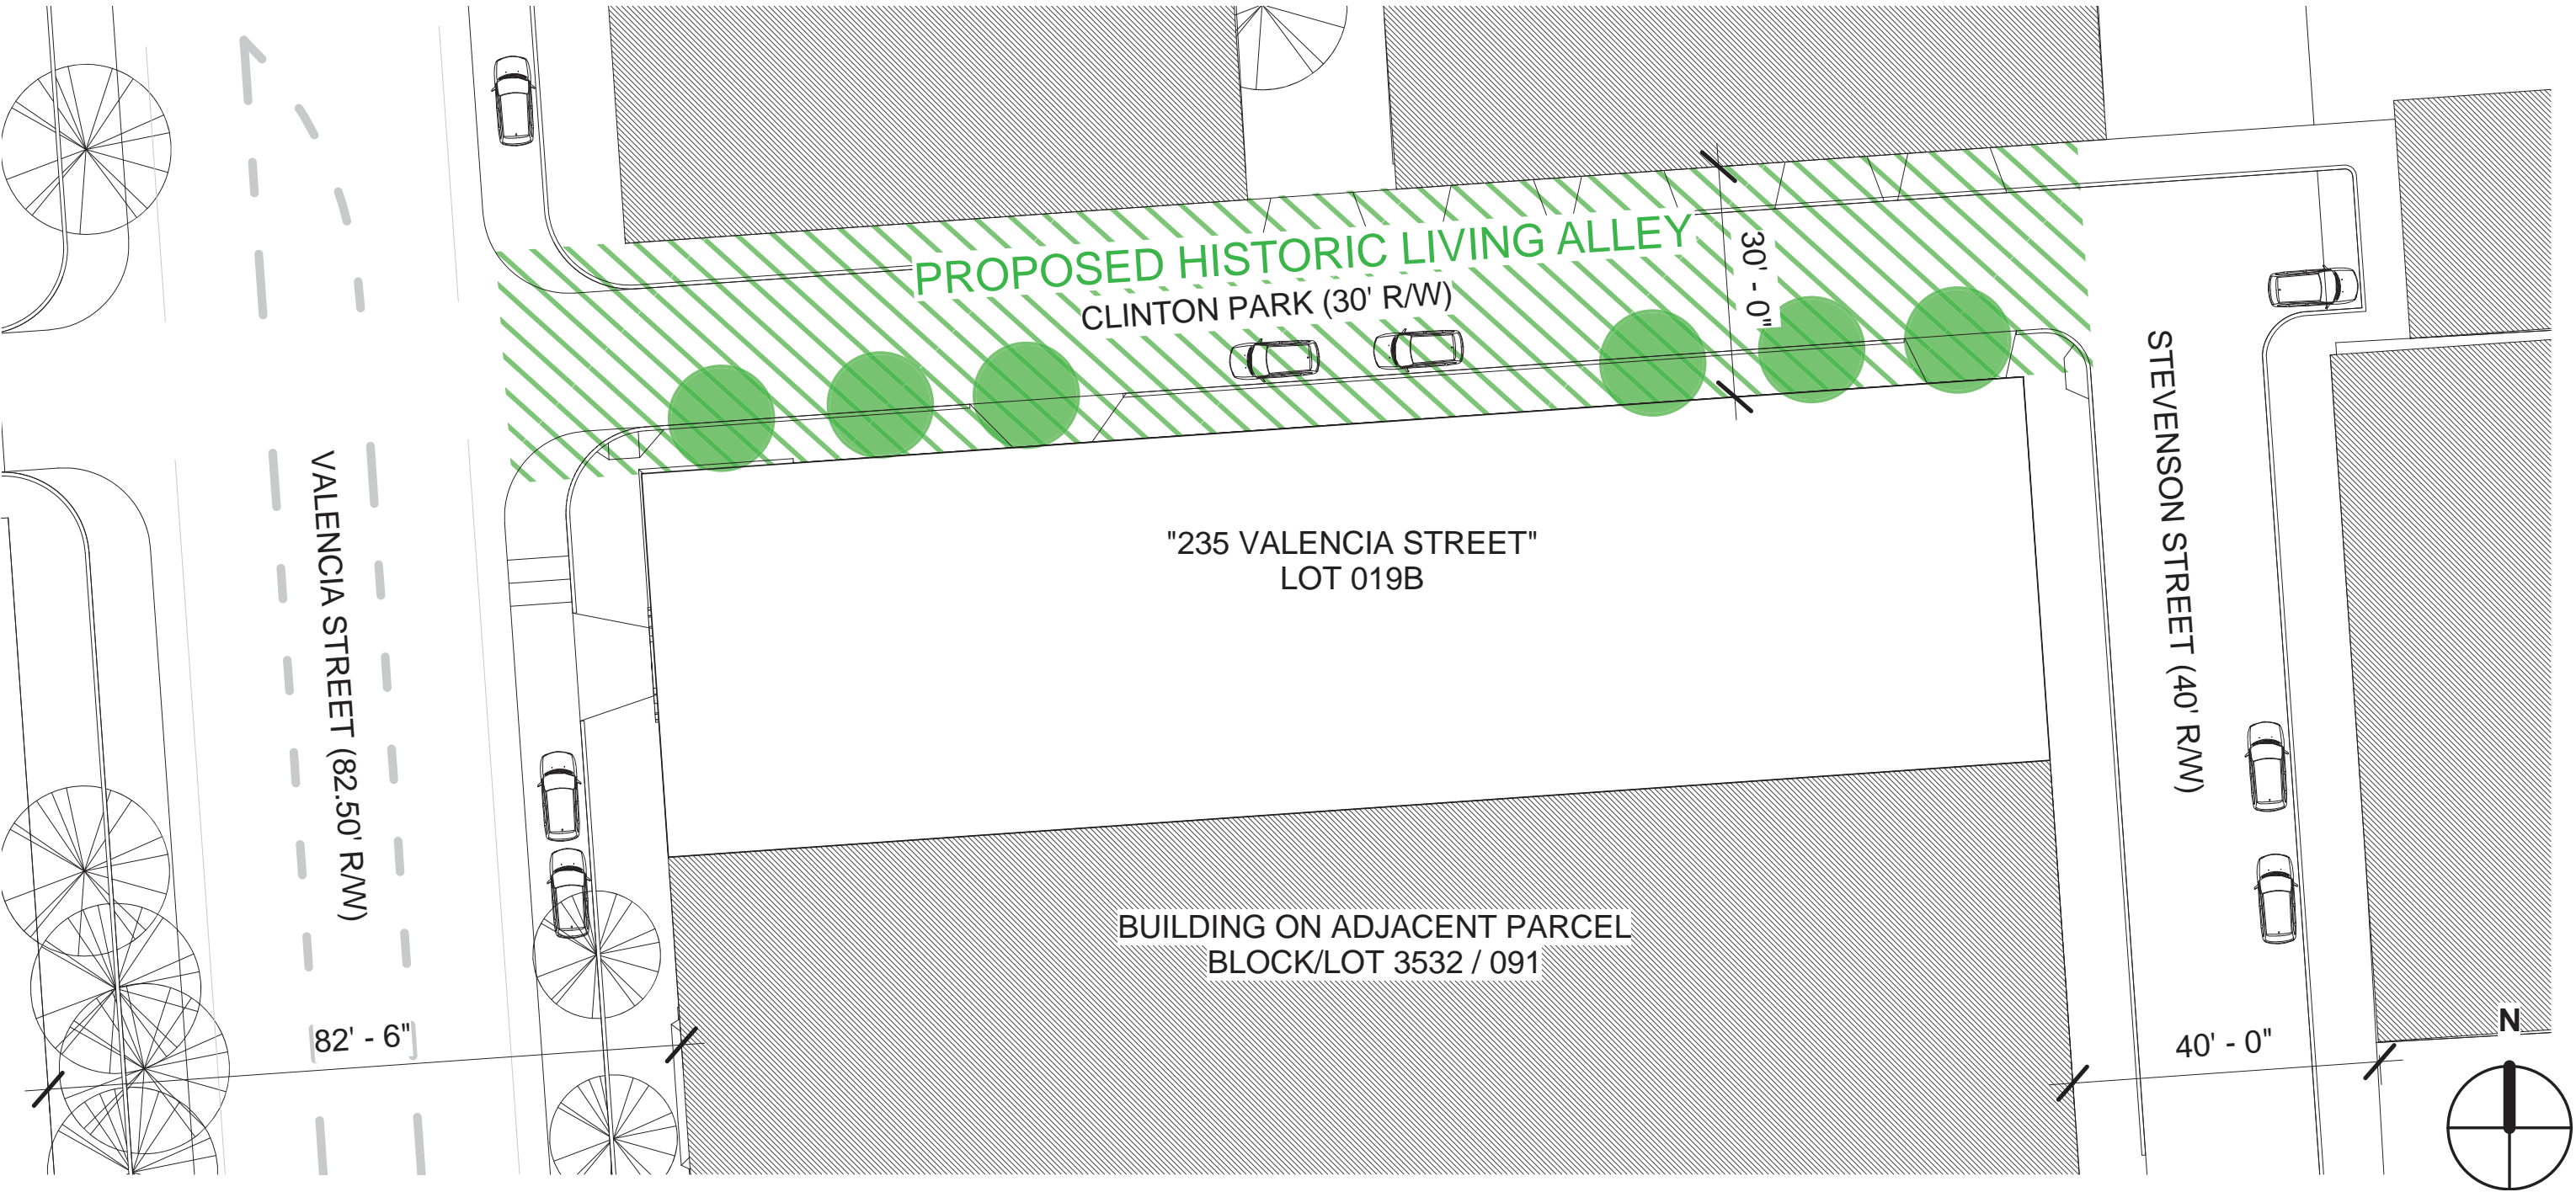 PROPOSED HISTORIC LIVING ALLEY
CLINTON PARK (30' R/W)
30' - 0"
VALENCIA STREET (82.50' R/W)
STEVENSON STREET (40' R/W)
"235 VALENCIA STREET"
LOT 019B
BUILDING ON ADJACENT PARCEL
BLOCK/LOT 3532 / 091
82' - 6"
40' - 0"
N